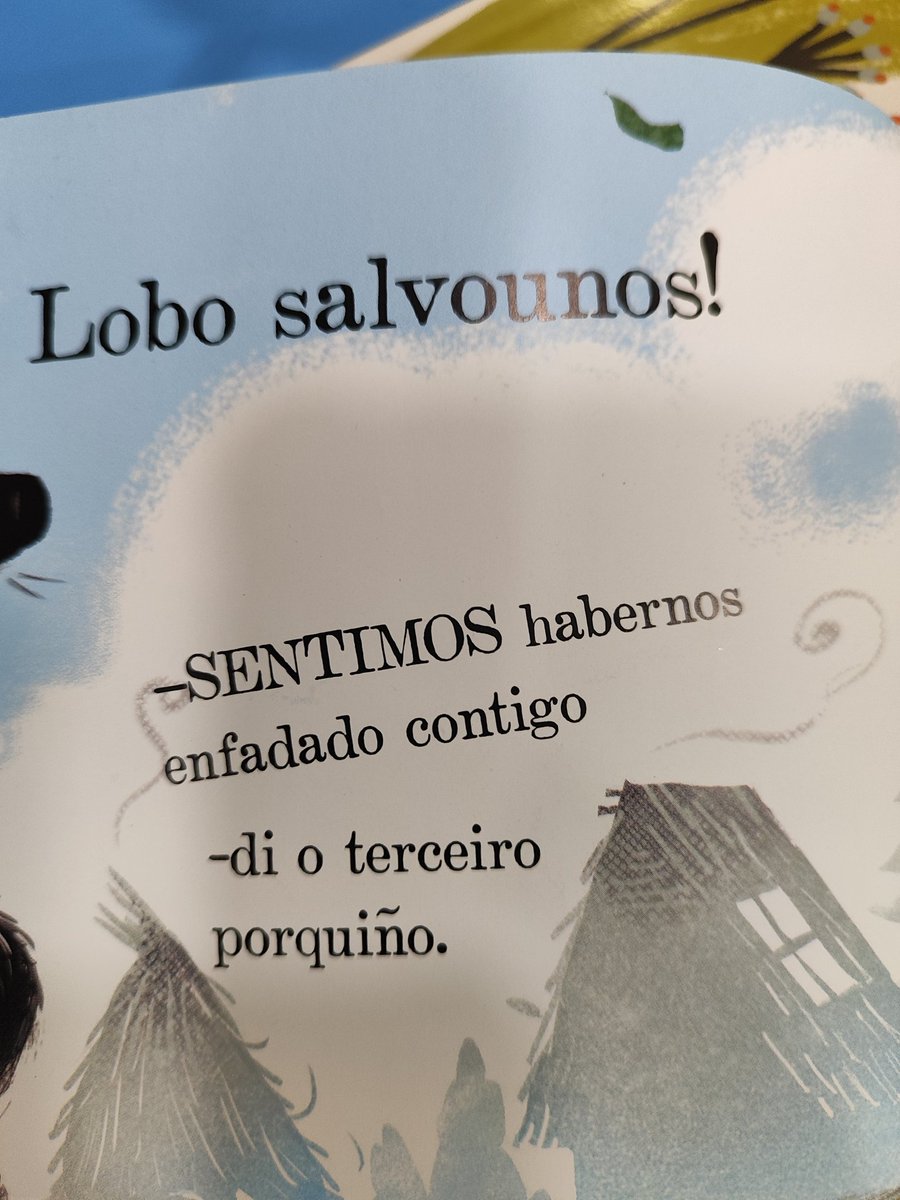 Lobo salvounos!
–SENTIMOS habernos
enfadado contigo
-di o terceiro
porquiño.